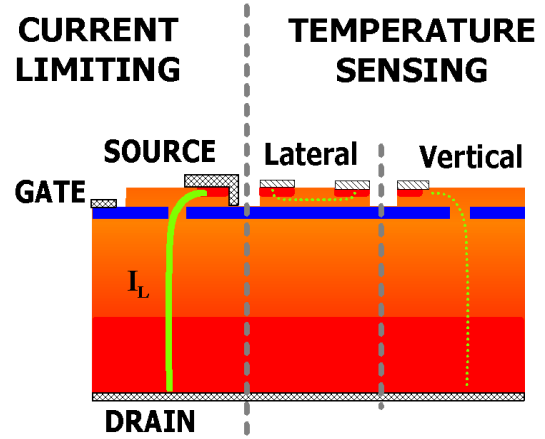 CURRENT
LIMITING
TEMPERATURE
SENSING
SOURCE
Lateral
Vertical
GATE
IL
DRAIN